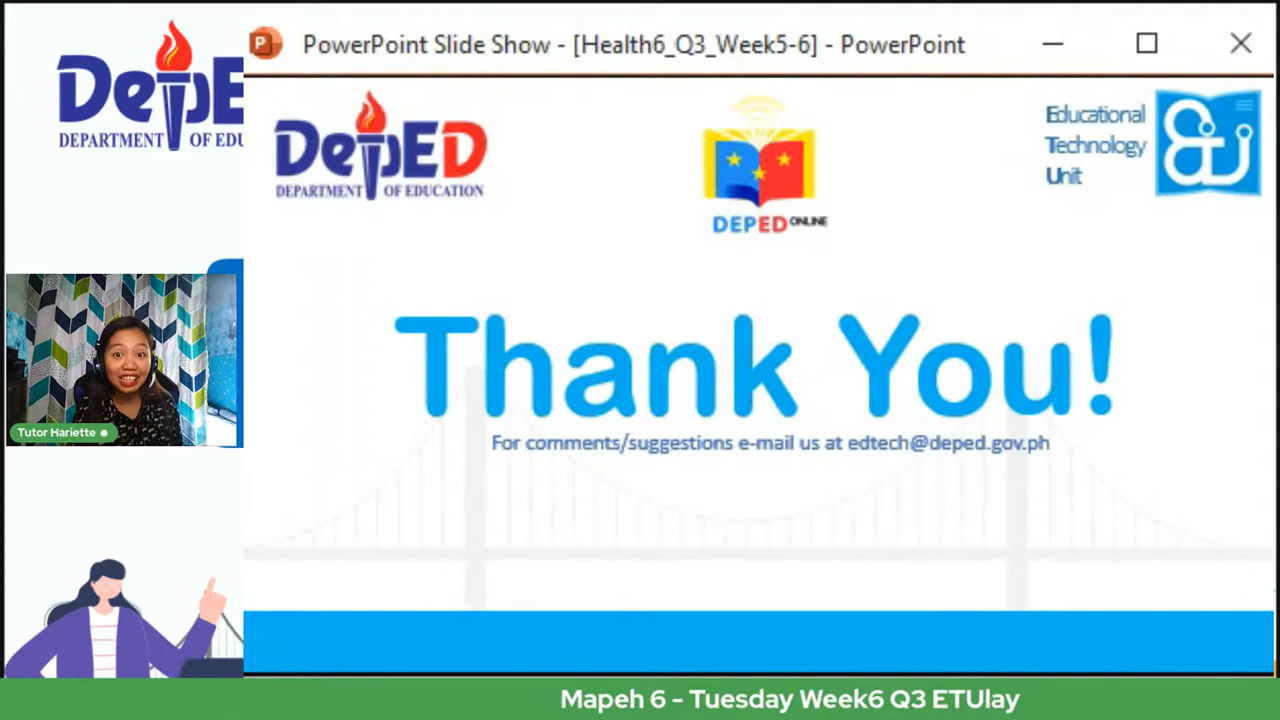 DepE
DEPARTMENT OF EDU
PowerPoint Slide Show - [Health6_Q3_Week5-6] - PowerPoint
DepED
DEPARTMENT OF EDUCATION
DEPED ONLINE
Educational
Technology
Unit
Thank You!
For comments/suggestions e-mail us at edtech@deped.gov.ph
Tutor Hariette
Mapeh 6 - Tuesday Week6 Q3 ETUlay